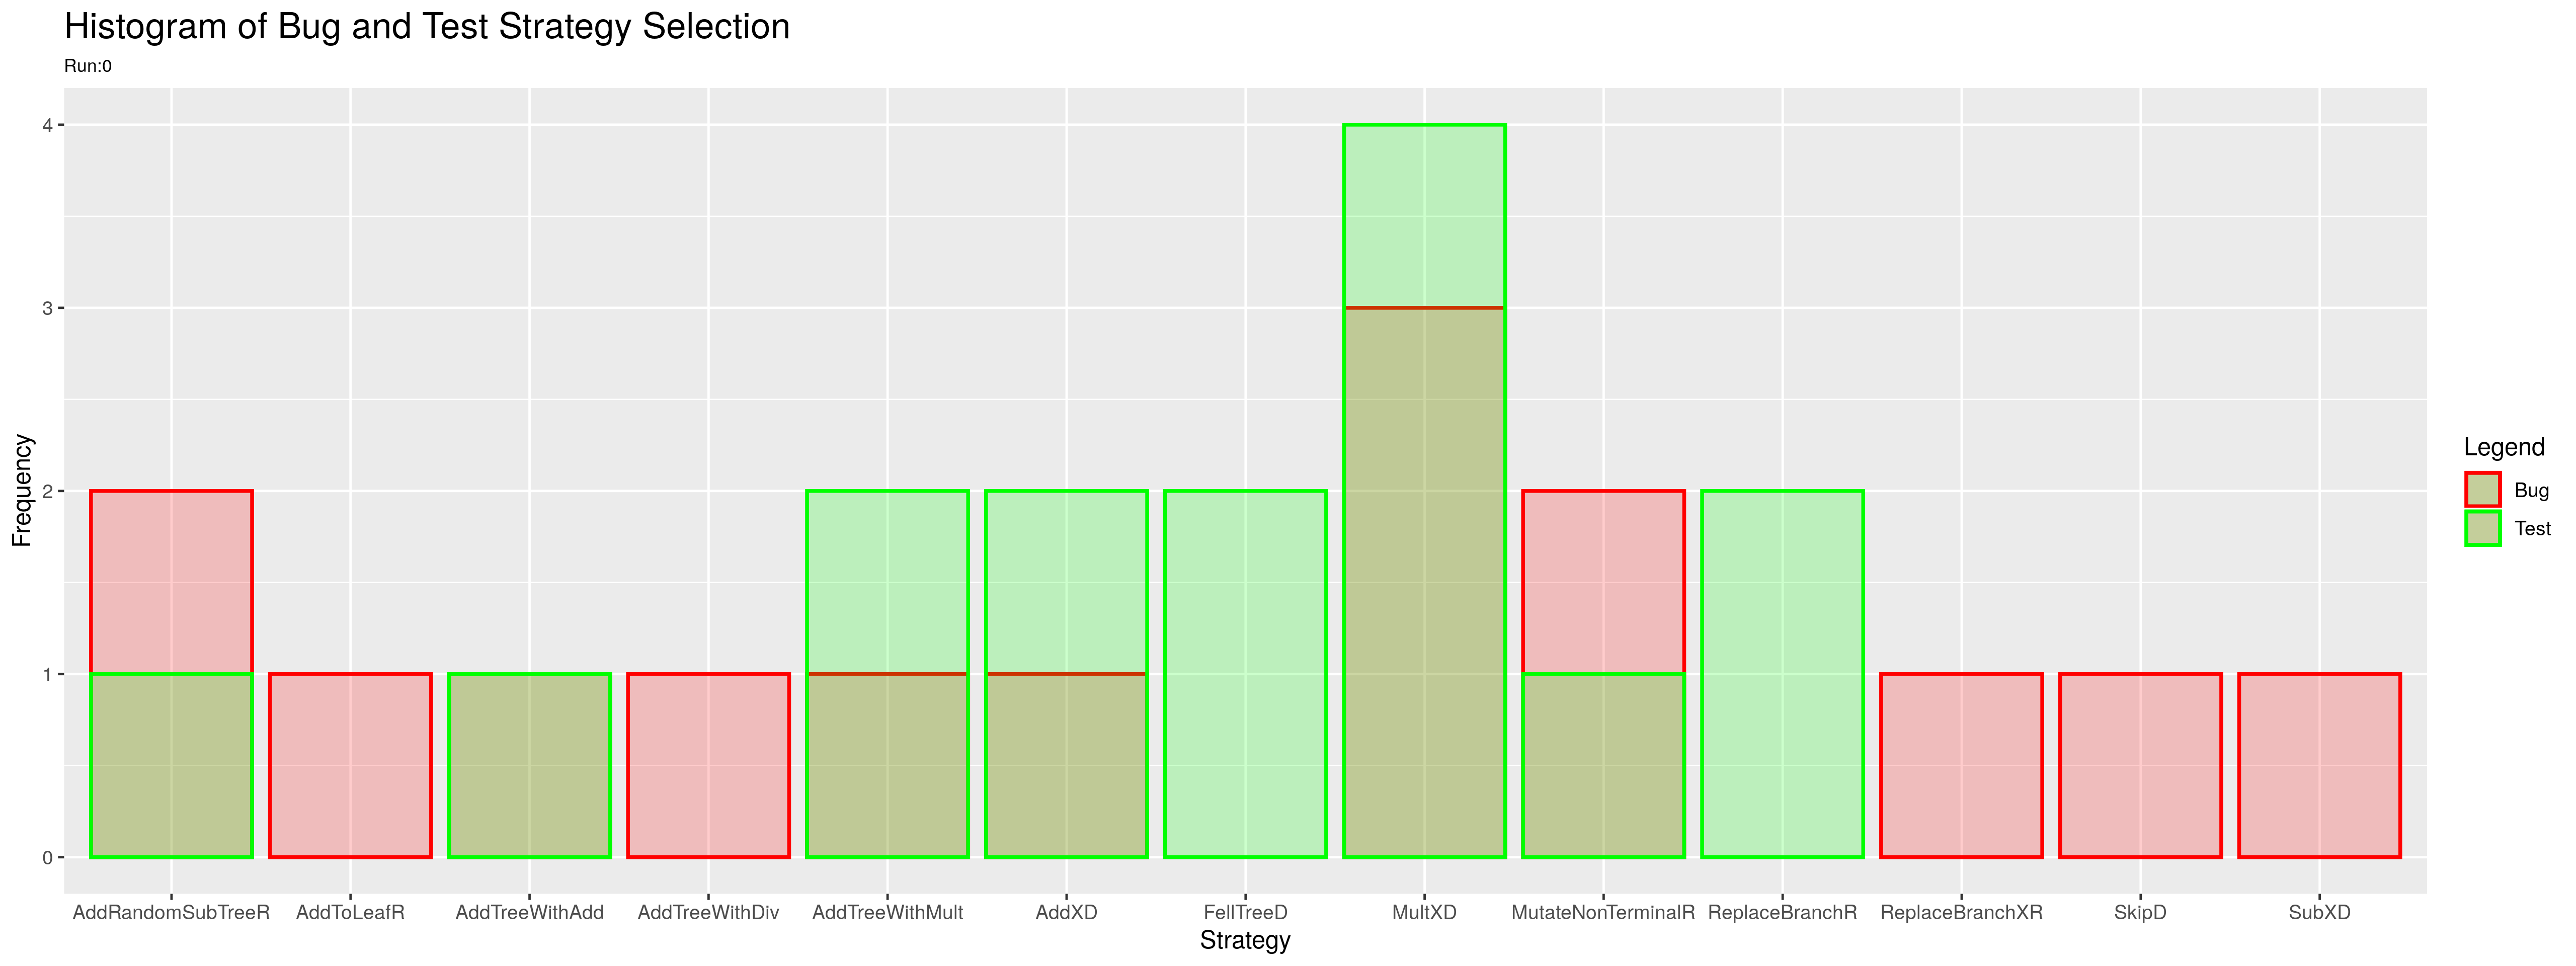 Histogram of Bug and Test Strategy Selection
Run:0
Frequency
4
3
2
1
0
AddRandomSubTreeR AddToLeafR AddTreeWithAdd AddTreeWithDiv AddTreeWithMult AddXD FellTreeD MultXD MutateNonTerminalR ReplaceBranchR ReplaceBranchXR SkipD SubXD
Strategy
Legend
Bug
Test